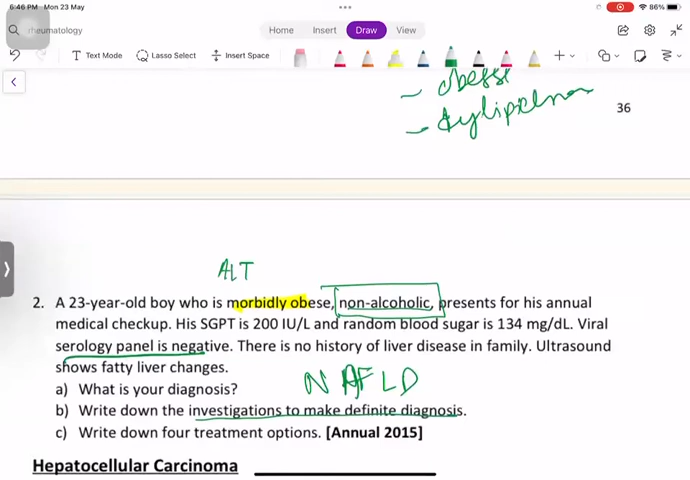 6:46 PM Mon 23 May
86%
rheumatology
Home Insert Draw View
Text Mode Lasso Select Insert Space
- obesse
36
ALT
2. A 23-year-old boy who is morbidly obese, non-alcoholic, presents for his annual
medical checkup. His SGPT is 200 IU/L and random blood sugar is 134 mg/dL. Viral
serology panel is negative. There is no history of liver disease in family. Ultrasound
shows fatty liver changes.
NAFLD
a) What is your diagnosis?
b) Write down the investigations to make definite diagnosis.
c) Write down four treatment options. [Annual 2015]
Hepatocellular Carcinoma